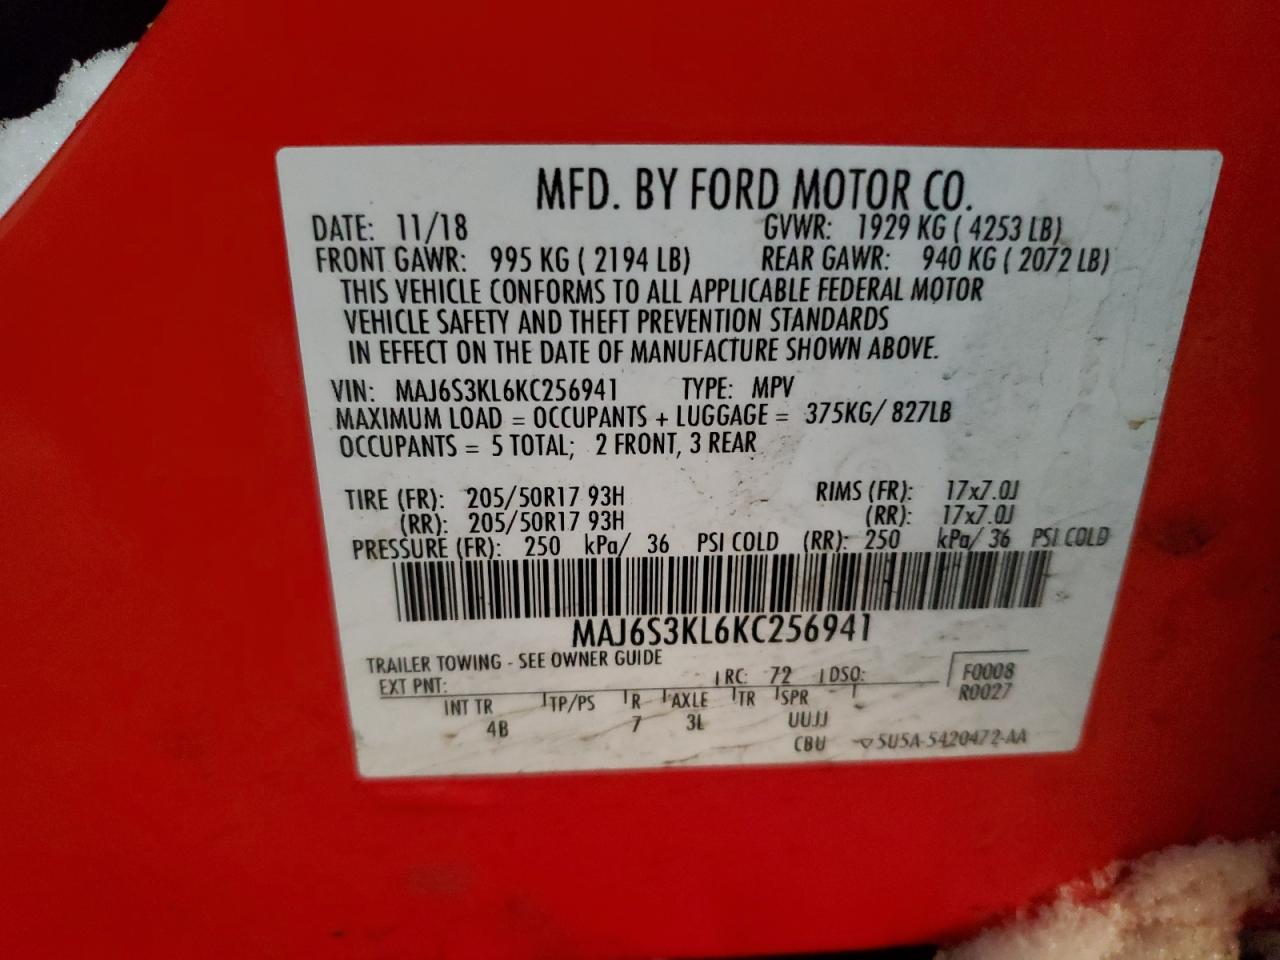 MFD. BY FORD MOTOR CO.
DATE: 11/18 GVWR: 1929 KG ( 4253 LB)
FRONT GAWR: 995 KG ( 2194 LB) REAR GAWR: 940 KG ( 2072 LB)
THIS VEHICLE CONFORMS TO ALL APPLICABLE FEDERAL MOTOR
VEHICLE SAFETY AND THEFT PREVENTION STANDARDS
IN EFFECT ON THE DATE OF MANUFACTURE SHOWN ABOVE.
VIN: MAJ6S3KL6KC256941 TYPE: MPV
MAXIMUM LOAD = OCCUPANTS + LUGGAGE = 375KG/ 827LB
OCCUPANTS = 5 TOTAL; 2 FRONT, 3 REAR
TIRE (FR): 205/50R17 93H RIMS (FR): 17x7.0J
(RR): 205/50R17 93H (RR): 17x7.0J
PRESSURE (FR): 250 kPa/ 36 PSI COLD (RR): 250 kPa/ 36 PSI COLD
MAJ6S3KL6KC256941
TRAILER TOWING - SEE OWNER GUIDE
EXT PNT: RC: 72 DSO: F0008
INT TR TP/PS R AXLE TR SPR R0027
4B 7 3L UUJJ
CBU 5U5A-5420472-AA